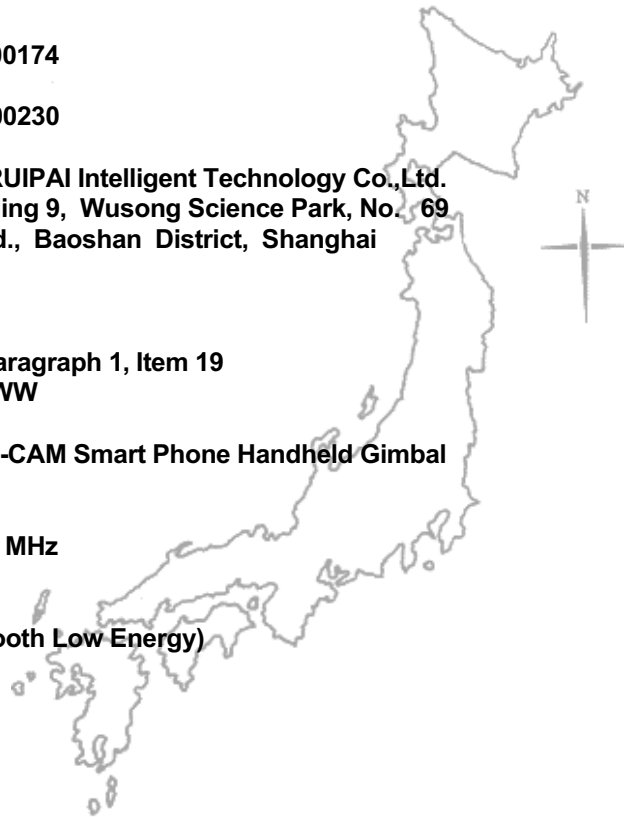 00174
00230
RUIPAI Intelligent Technology Co.,Ltd.
ing 9, Wusong Science Park, No. 69
d., Baoshan District, Shanghai
aragraph 1, Item 19
WW
-CAM Smart Phone Handheld Gimbal
MHz
ooth Low Energy)
N